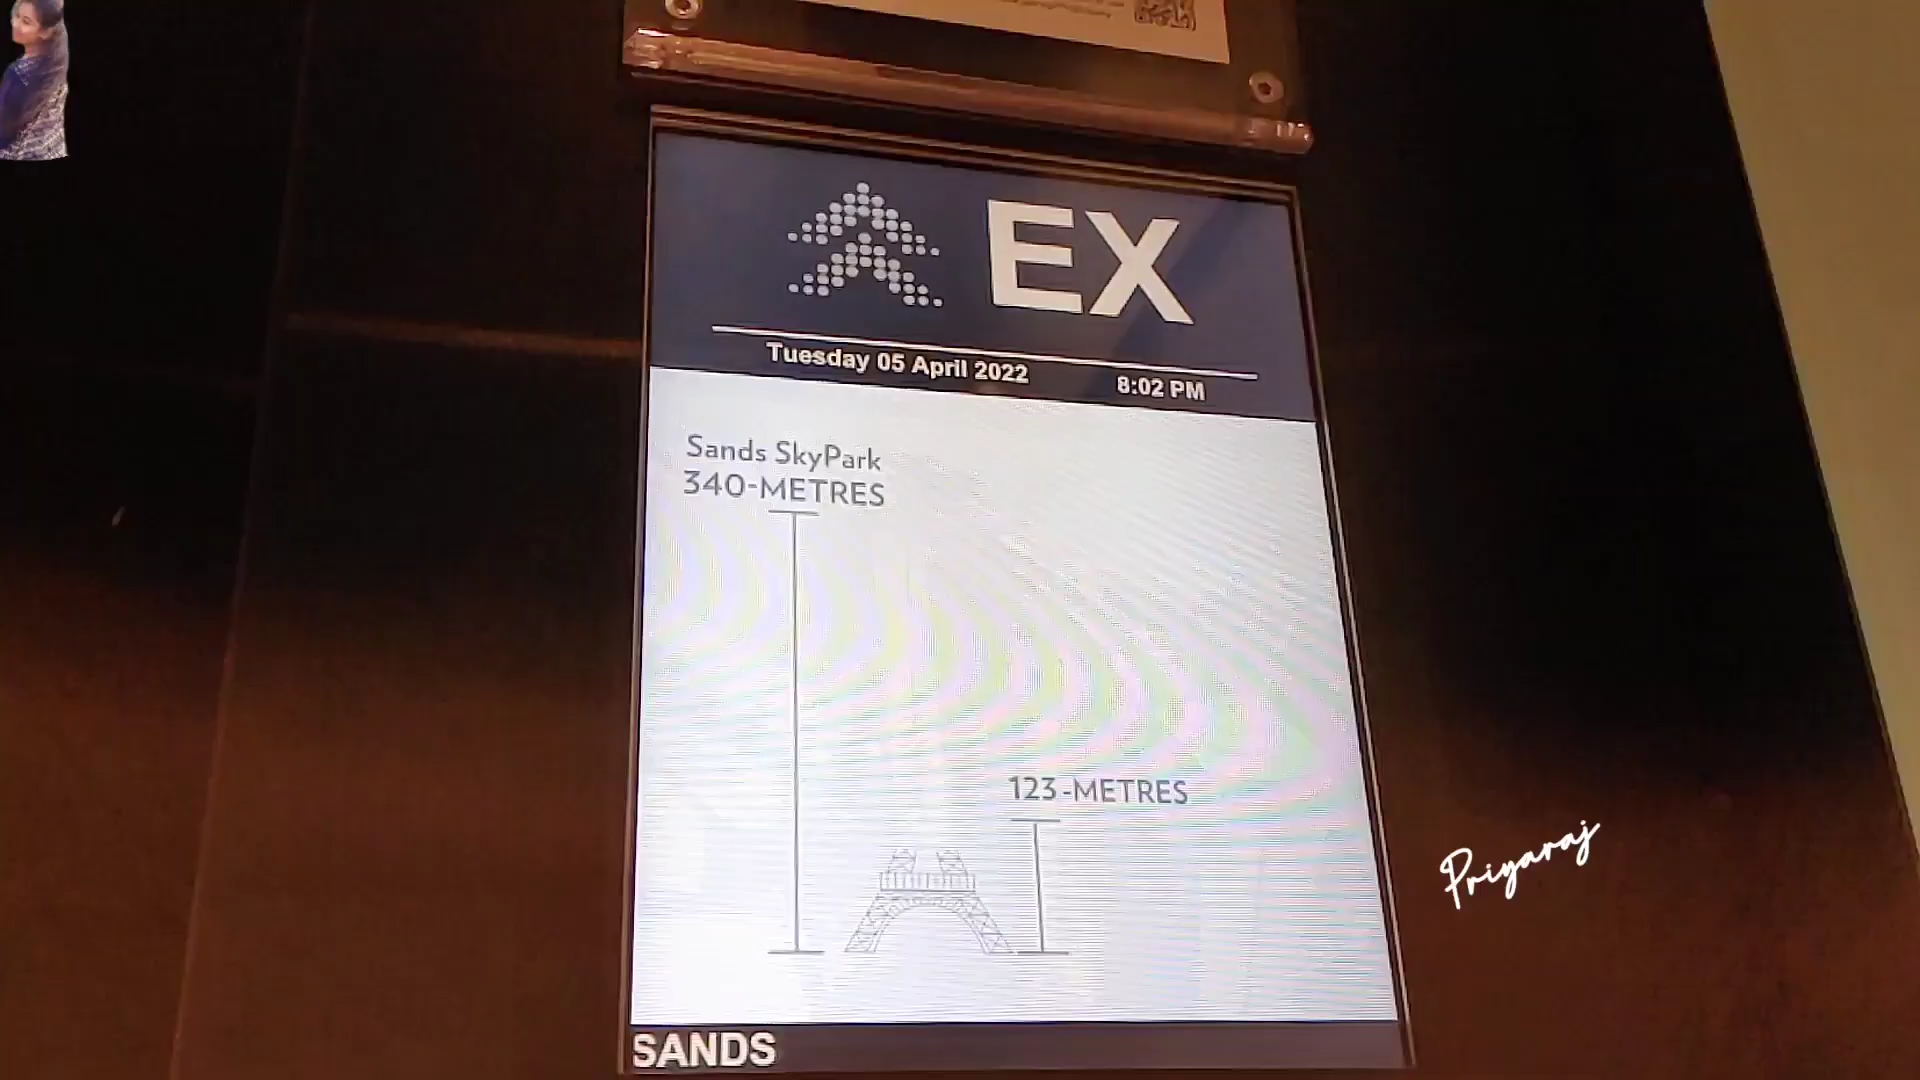 EX
Tuesday 05 April 2022 8:02 PM
Sands SkyPark
340-METRES
123-METRES
Priyaraj
SANDS